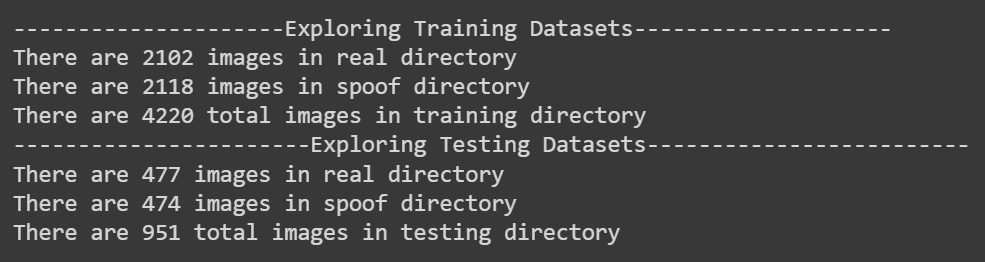 ---------------------Exploring Training Datasets--------------------
There are 2102 images in real directory
There are 2118 images in spoof directory
There are 4220 total images in training directory
-----------------------Exploring Testing Datasets-------------------------
There are 477 images in real directory
There are 474 images in spoof directory
There are 951 total images in testing directory